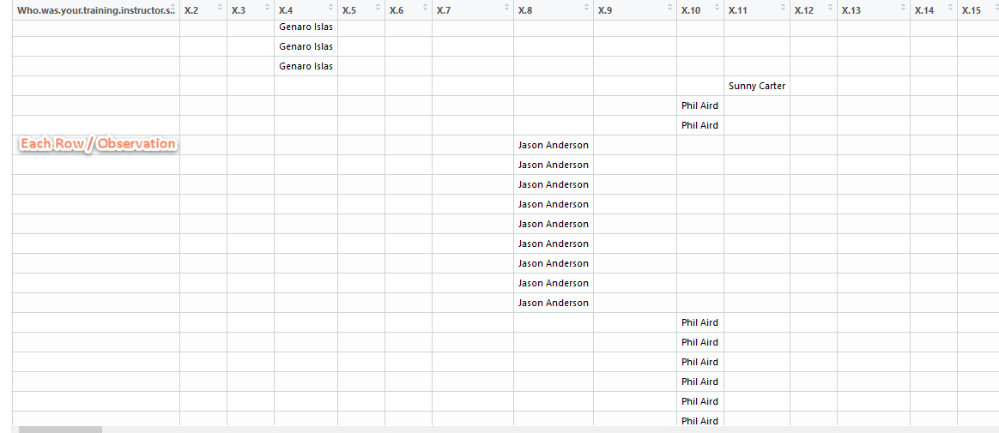 Who.was.your.training.instructor.s.. X.2 X.3 X.4 X.5 X.6 X.7 X.8 X.9 X.10 X.11 X.12 X.13 X.14 X.15
Genaro Islas
Genaro Islas
Genaro Islas
Sunny Carter
Phil Aird
Phil Aird
Each Row / Observation Jason Anderson
Jason Anderson
Jason Anderson
Jason Anderson
Jason Anderson
Jason Anderson
Jason Anderson
Jason Anderson
Jason Anderson
Phil Aird
Phil Aird
Phil Aird
Phil Aird
Phil Aird
Phil Aird